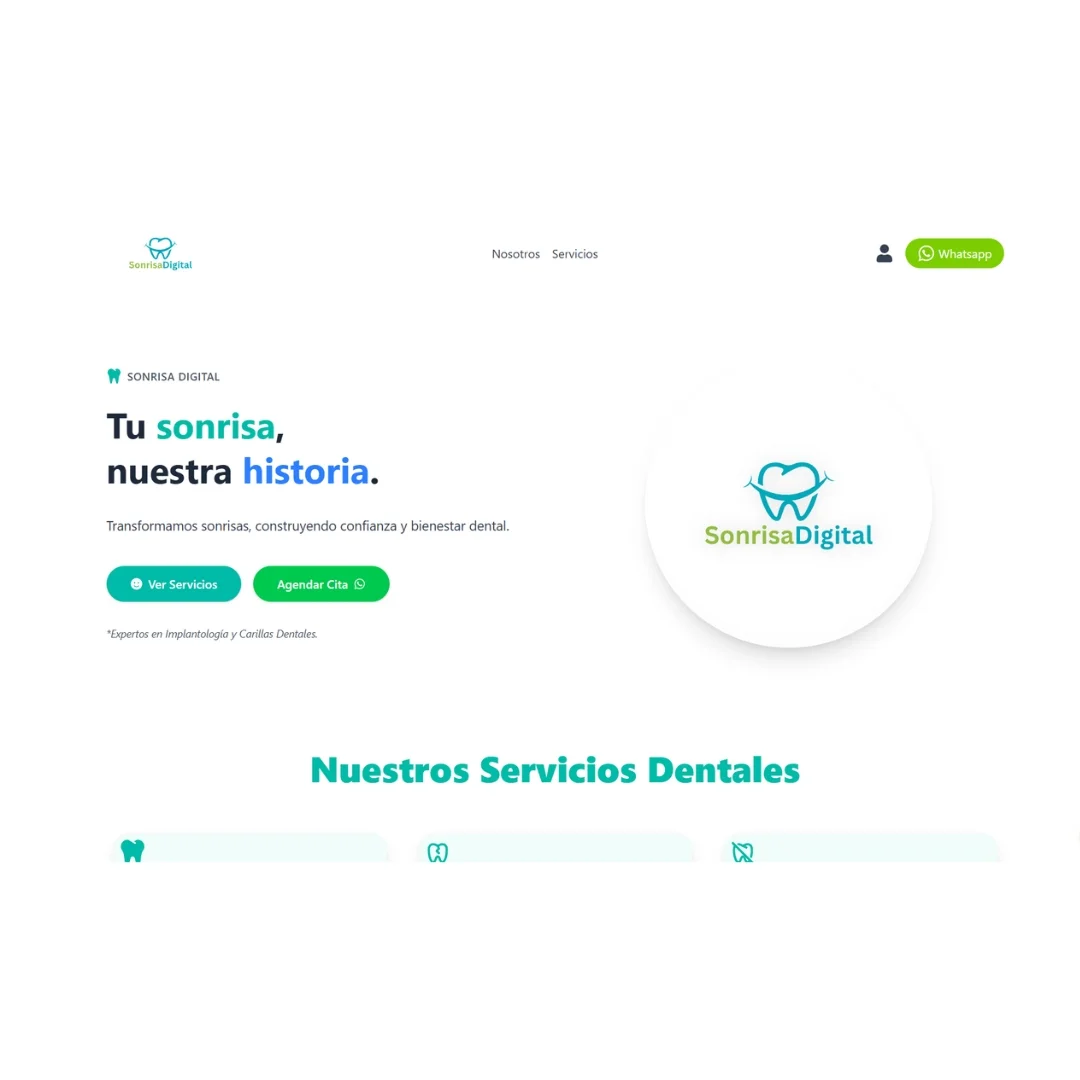 SonrisaDigital
Nosotros Servicios
Whatsapp
SONRISA DIGITAL
Tu sonrisa,
nuestra historia.
Transformamos sonrisas, construyendo confianza y bienestar dental.
Ver Servicios
Agendar Cita
*Expertos en Implantología y Carillas Dentales.
SonrisaDigital
Nuestros Servicios Dentales